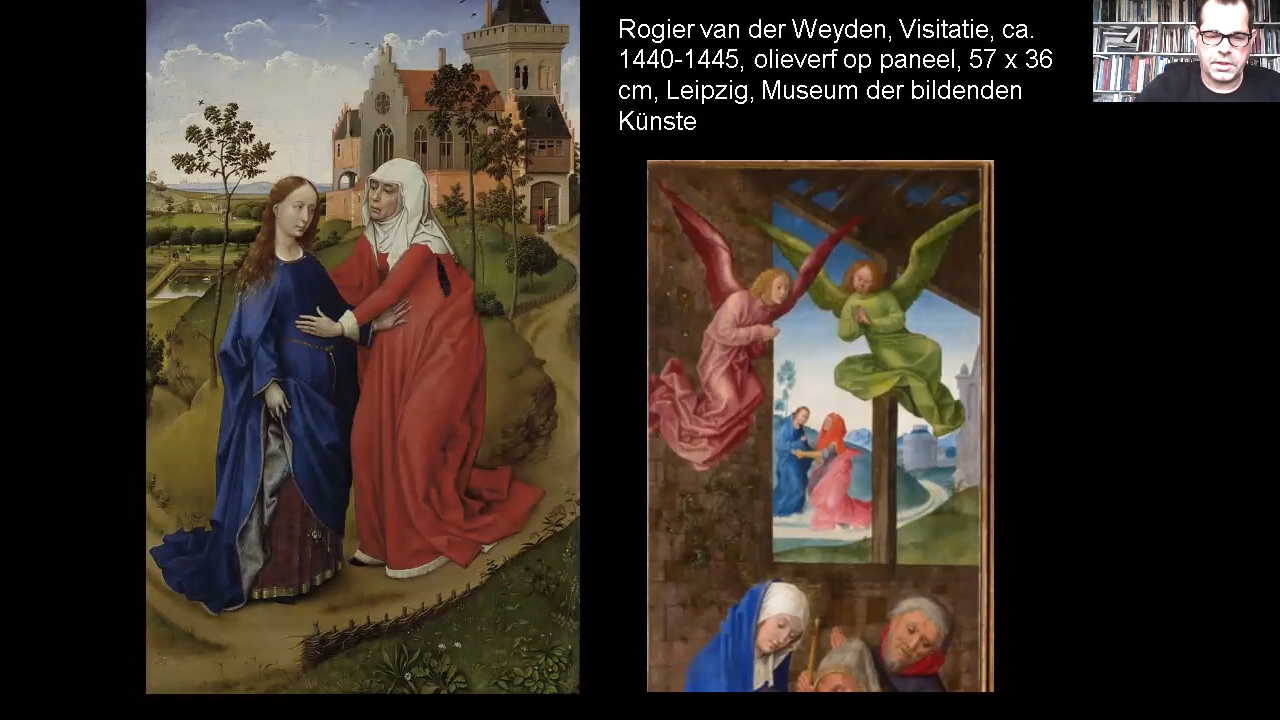 Rogier van der Weyden, Visitatie, ca.
1440-1445, olieverf op paneel, 57 x 36
cm, Leipzig, Museum der bildenden
Künste